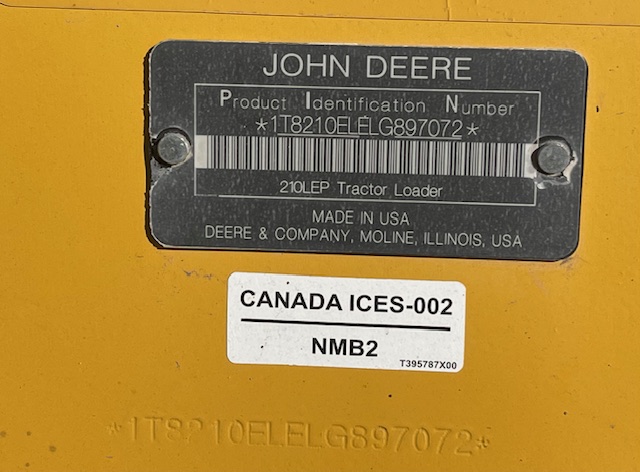 JOHN DEERE
Product Identification Number
*1T8210ELELG897072*
210LEP Tractor Loader
MADE IN USA
DEERE & COMPANY, MOLINE, ILLINOIS, USA
CANADA ICES-002
NMB2
T395787X00
*1T8210ELELG897072*